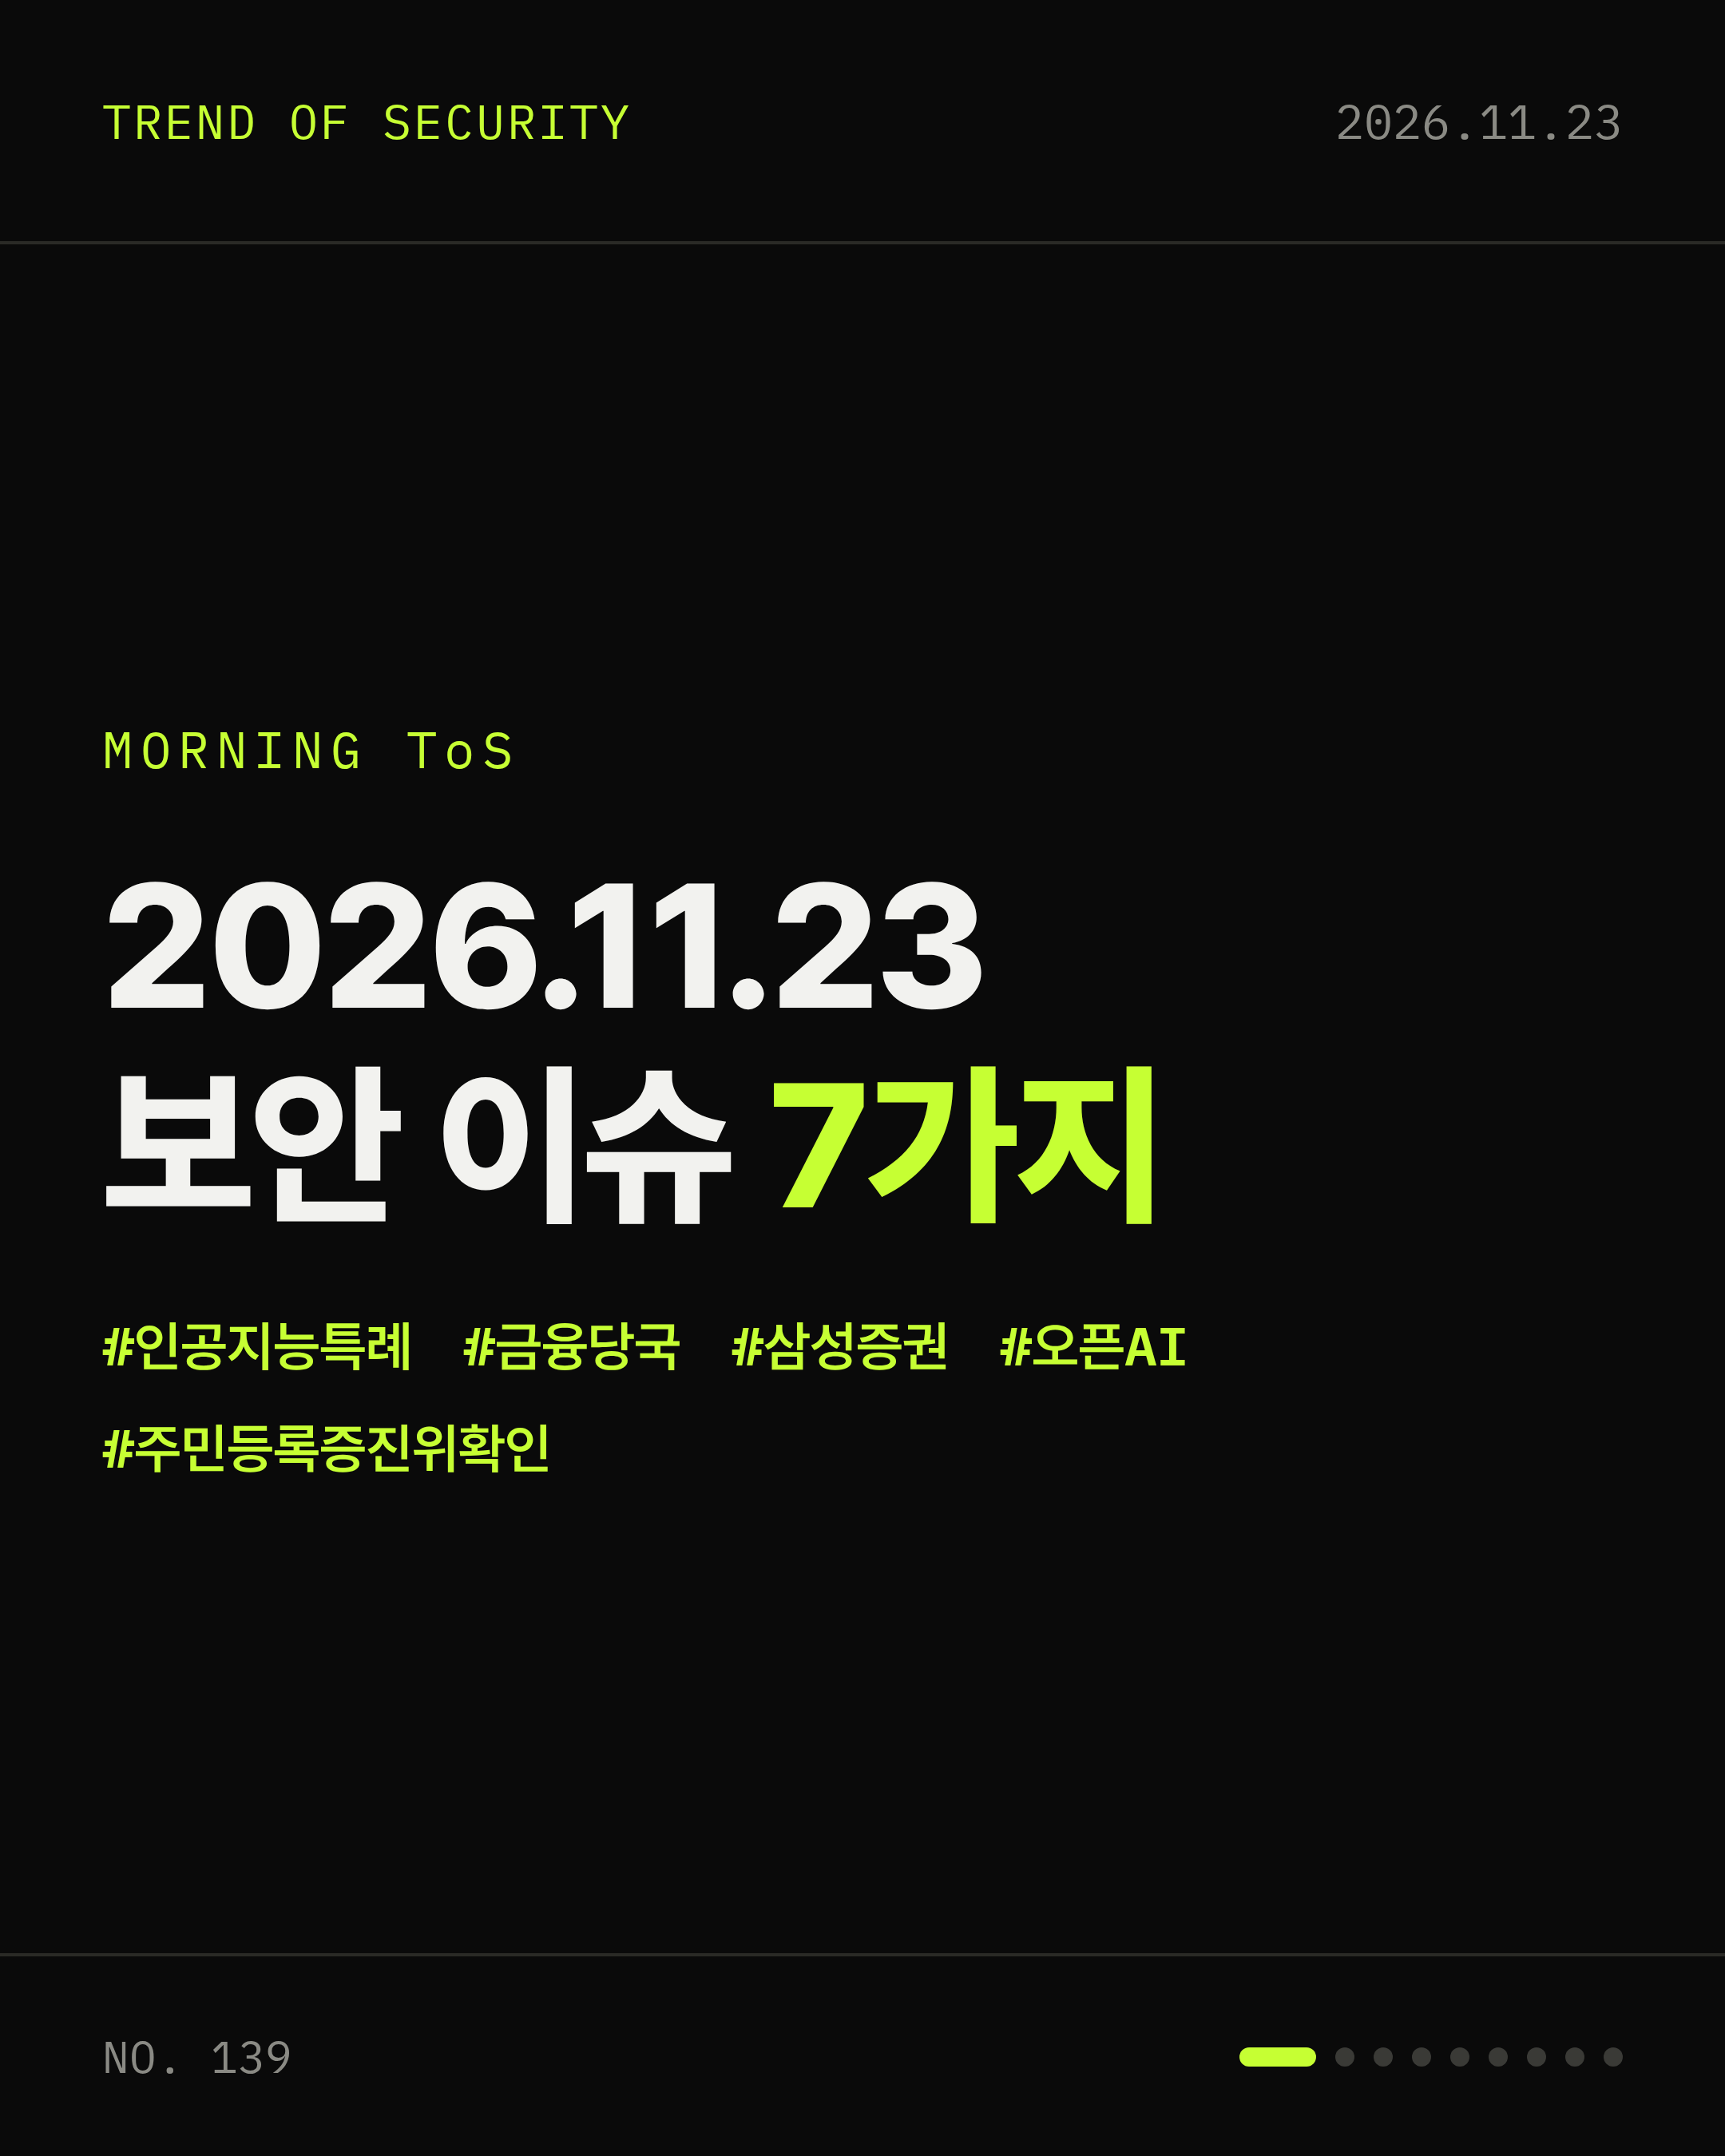 TREND OF SECURITY
2026.11.23
MORNING ToS
2026.11.23
보안 이슈 7가지
#인공지능특례 #금융당국 #삼성증권 #오픈AI
#주민등록증진위확인
NO. 139